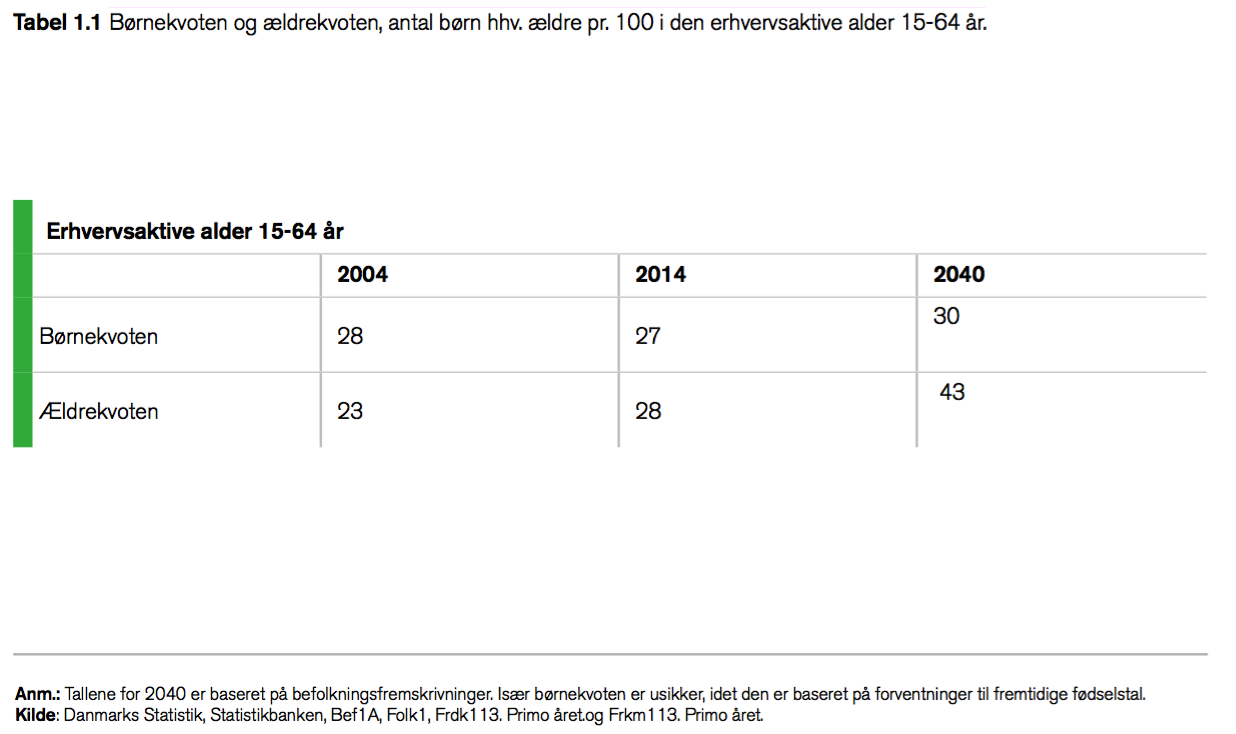 Tabel 1.1 Børnekvoten og ældrekvoten, antal børn hhv. ældre pr. 100 i den erhvervsaktive alder 15-64 år.
Erhvervsaktive alder 15-64 år
2004 2014 2040
Børnekvoten 28 27 30
Ældrekvoten 23 28 43
Anm.: Tallene for 2040 er baseret på befolkningsfremskrivninger. Især børnekvoten er usikker, idet den er baseret på forventninger til fremtidige fødselstal.
Kilde: Danmarks Statistik, Statistikbanken, Bef1A, Folk1, Frdk113. Primo året.og Frkm113. Primo året.